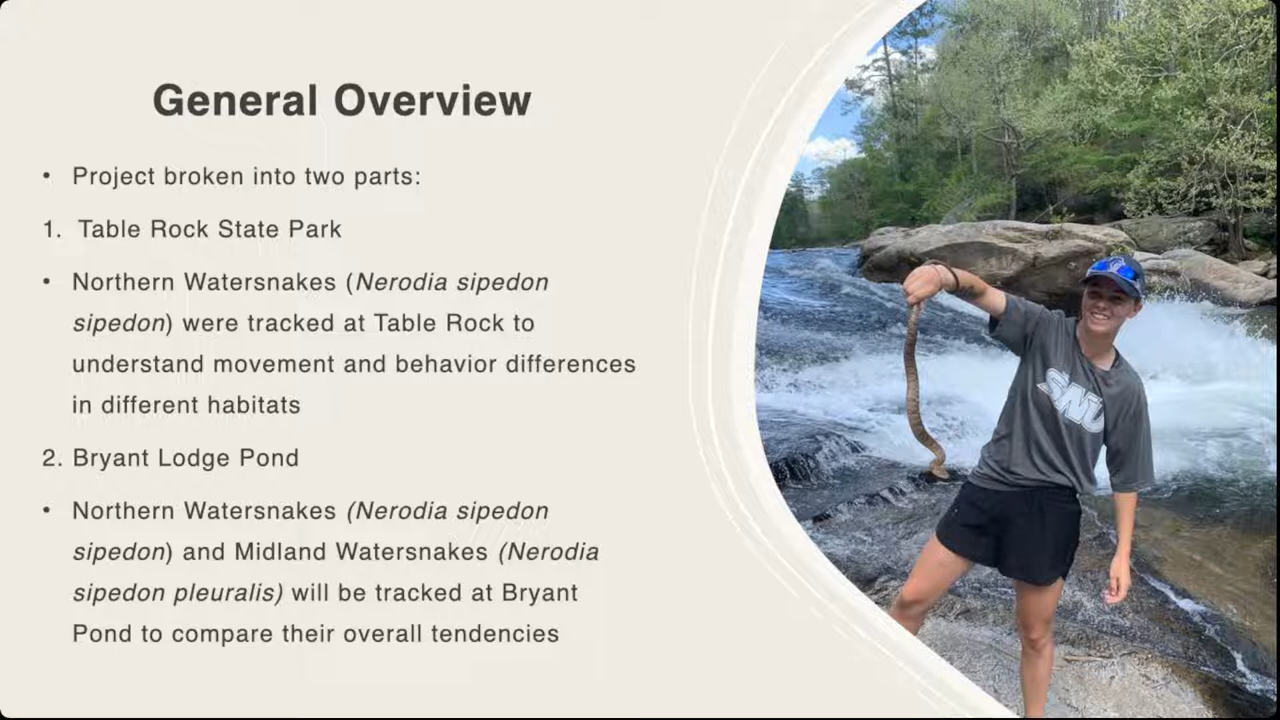 General Overview
• Project broken into two parts:
1. Table Rock State Park
• Northern Watersnakes (Nerodia sipedon
sipedon) were tracked at Table Rock to
understand movement and behavior differences
in different habitats
2. Bryant Lodge Pond
• Northern Watersnakes (Nerodia sipedon
sipedon) and Midland Watersnakes (Nerodia
sipedon pleuralis) will be tracked at Bryant
Pond to compare their overall tendencies
SWU